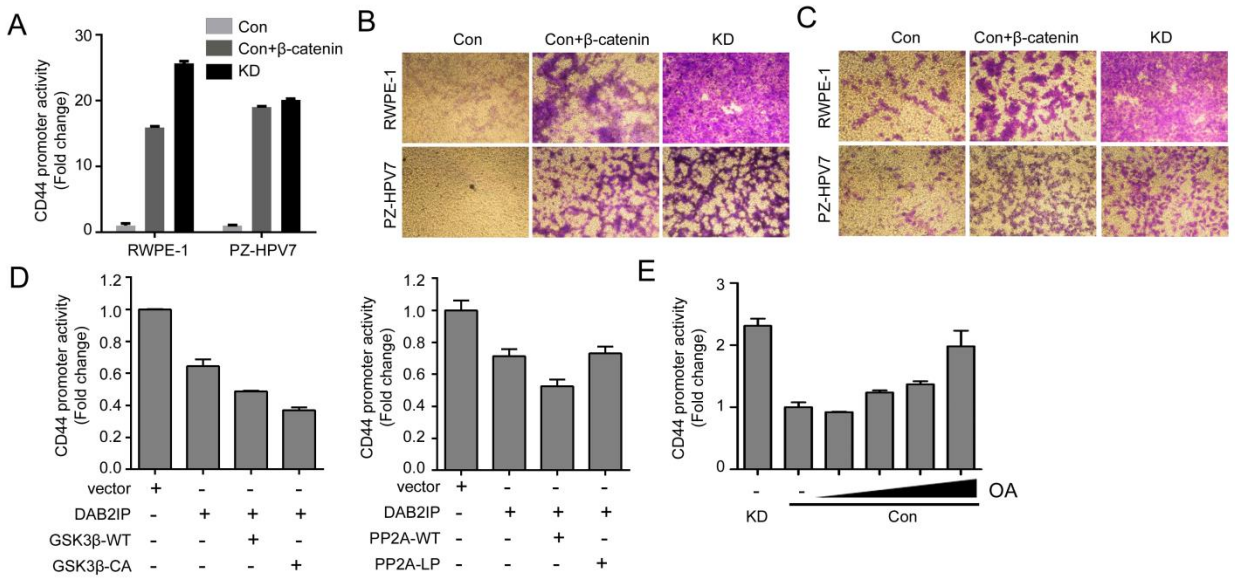 A
Con
Con+β-catenin
KD
CD44 promoter activity
(Fold change)
30
20
10
0
RWPE-1 PZ-HPV7
B
Con Con+β-catenin KD
RWPE-1
PZ-HPV7
C
Con Con+β-catenin KD
RWPE-1
PZ-HPV7
D
CD44 promoter activity
(Fold change)
1.2
1.0
0.8
0.6
0.4
0.2
0.0
vector + - - -
DAB2IP - + + +
GSK3β-WT - - + -
GSK3β-CA - - - +
CD44 promoter activity
(Fold change)
1.2
1.0
0.8
0.6
0.4
0.2
0.0
vector + - - -
DAB2IP - + + +
PP2A-WT - - + -
PP2A-LP - - - +
E
CD44 promoter activity
(Fold change)
3
2
1
0
- - OA
KD Con